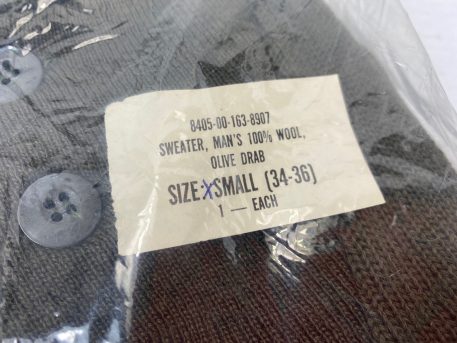 8405-00-163-8907
SWEATER, MAN'S 100% WOOL,
OLIVE DRAB
SIZE:XSMALL (34-36)
1 — EACH